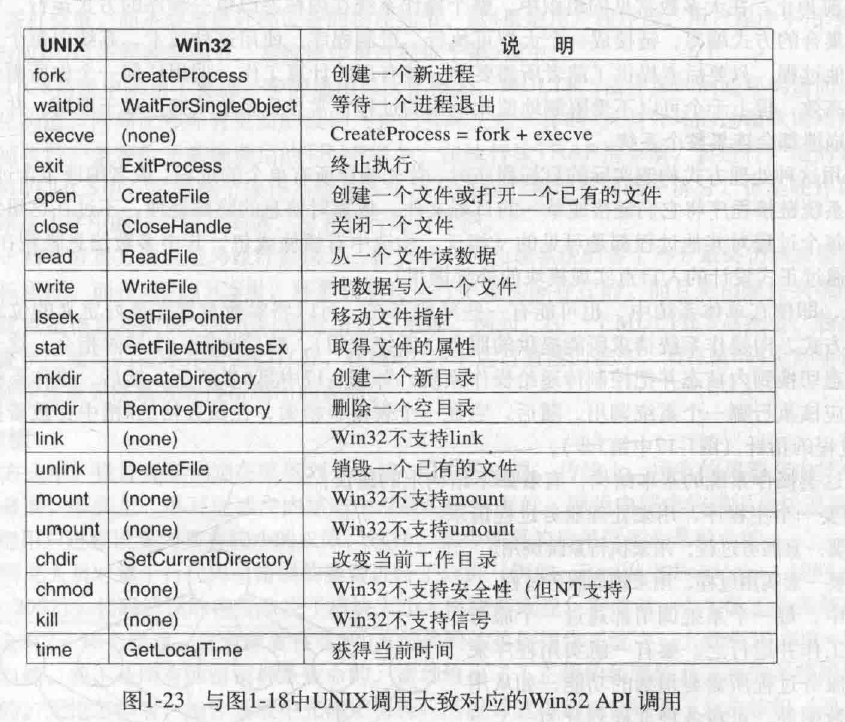 UNIX Win32 说 明
fork CreateProcess 创建一个新进程
waitpid WaitForSingleObject 等待一个进程退出
execve (none) CreateProcess = fork + execve
exit ExitProcess 终止执行
open CreateFile 创建一个文件或打开一个已有的文件
close CloseHandle 关闭一个文件
read ReadFile 从一个文件读数据
write WriteFile 把数据写入一个文件
lseek SetFilePointer 移动文件指针
stat GetFileAttributesEx 取得文件的属性
mkdir CreateDirectory 创建一个新目录
rmdir RemoveDirectory 删除一个空目录
link (none) Win32不支持link
unlink DeleteFile 销毁一个已有的文件
mount (none) Win32不支持mount
umount (none) Win32不支持umount
chdir SetCurrentDirectory 改变当前工作目录
chmod (none) Win32不支持安全性（但NT支持）
kill (none) Win32不支持信号
time GetLocalTime 获得当前时间
图1-23 与图1-18中UNIX调用大致对应的Win32 API 调用